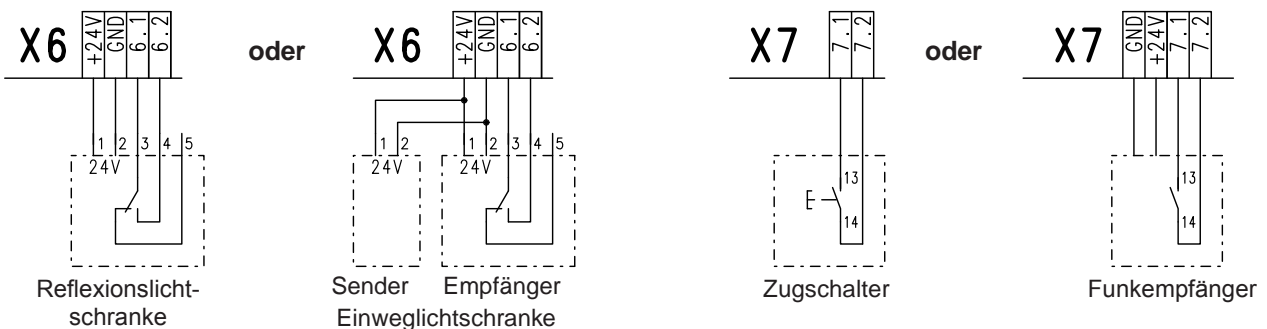 X6 +24V GND 6.1 6.2
oder
X6 +24V GND 6.1 6.2
X7 7.1 7.2
oder
X7 GND +24V 7.1 7.2
1 2 3 4 5
24V
1 2
24V
1 2 3 4 5
24V
13
14
13
14
Reflexionslicht-
schranke
Sender
Empfänger
Einweglichtschranke
Zugschalter
Funkempfänger